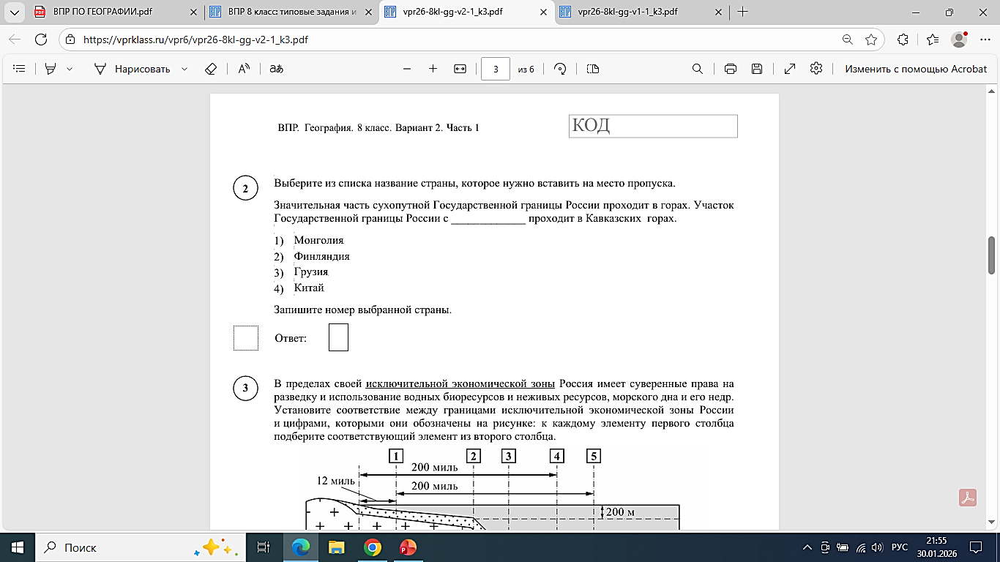 ВПР ПО ГЕОГРАФИИ.pdf
ВПР 8 класс: типовые задания и
vpr26-8kl-gg-v2-1_k3.pdf
vpr26-8kl-gg-v1-1_k3.pdf
https://vprklass.ru/vpr6/vpr26-8kl-gg-v2-1_k3.pdf
Нарисовать
аあ
3 из 6
Изменить с помощью Acrobat
ВПР. География. 8 класс. Вариант 2. Часть 1
КОД
2
Выберите из списка название страны, которое нужно вставить на место пропуска.
Значительная часть сухопутной Государственной границы России проходит в горах. Участок
Государственной границы России с _____________ проходит в Кавказских горах.
1) Монголия
2) Финляндия
3) Грузия
4) Китай
Запишите номер выбранной страны.
Ответ:
3
В пределах своей исключительной экономической зоны Россия имеет суверенные права на
разведку и использование водных биоресурсов и неживых ресурсов, морского дна и его недр.
Установите соответствие между границами исключительной экономической зоны России
и цифрами, которыми они обозначены на рисунке: к каждому элементу первого столбца
подберите соответствующий элемент из второго столбца.
1 2 3 4 5
200 миль
12 миль
200 миль
200 м
Поиск
РУС
21:55
30.01.2026